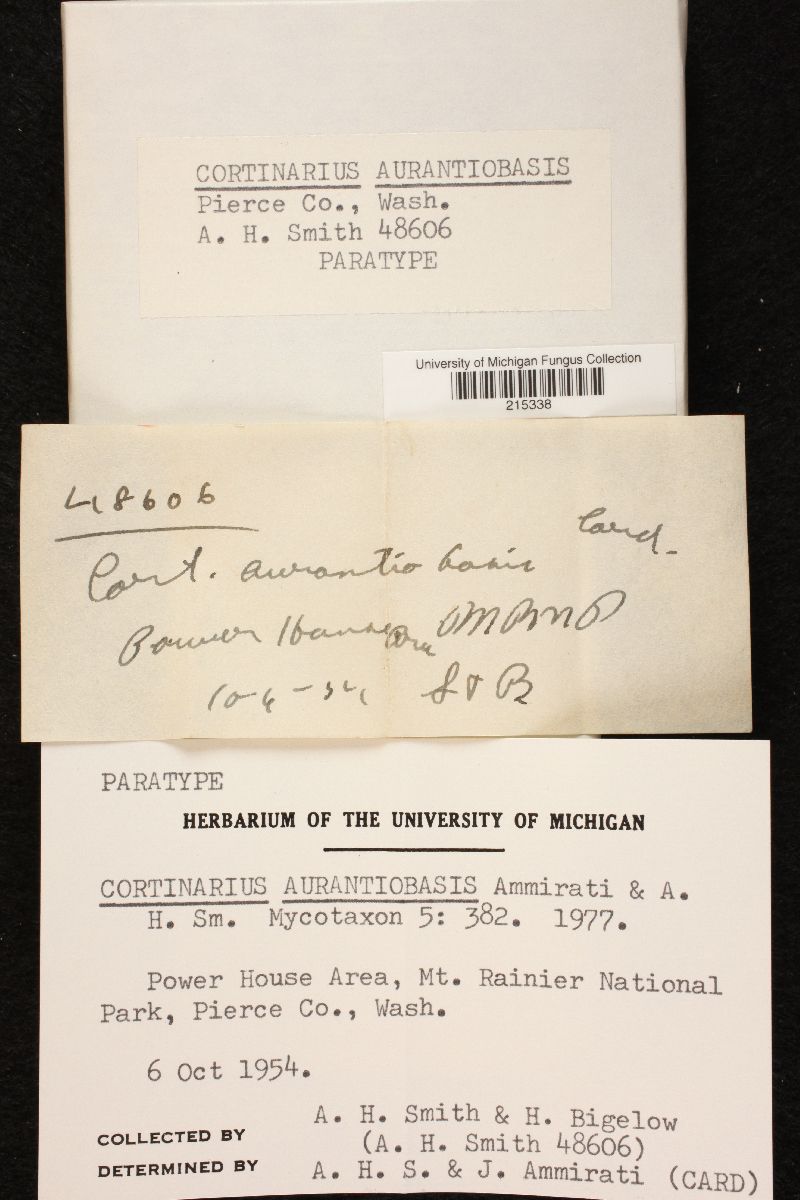 CORTINARIUS AURANTIOBASIS
Pierce Co., Wash.
A. H. Smith 48606
PARATYPE
University of Michigan Fungus Collection
215338
48606
Card.
Cort. aurantiobasis
Power House
10-6-54 S & B
PARATYPE
HERBARIUM OF THE UNIVERSITY OF MICHIGAN
CORTINARIUS AURANTIOBASIS Ammirati & A.
H. Sm. Mycotaxon 5: 382. 1977.
Power House Area, Mt. Rainier National
Park, Pierce Co., Wash.
6 Oct 1954.
COLLECTED BY A. H. Smith & H. Bigelow
(A. H. Smith 48606)
DETERMINED BY A. H. S. & J. Ammirati (CARD)